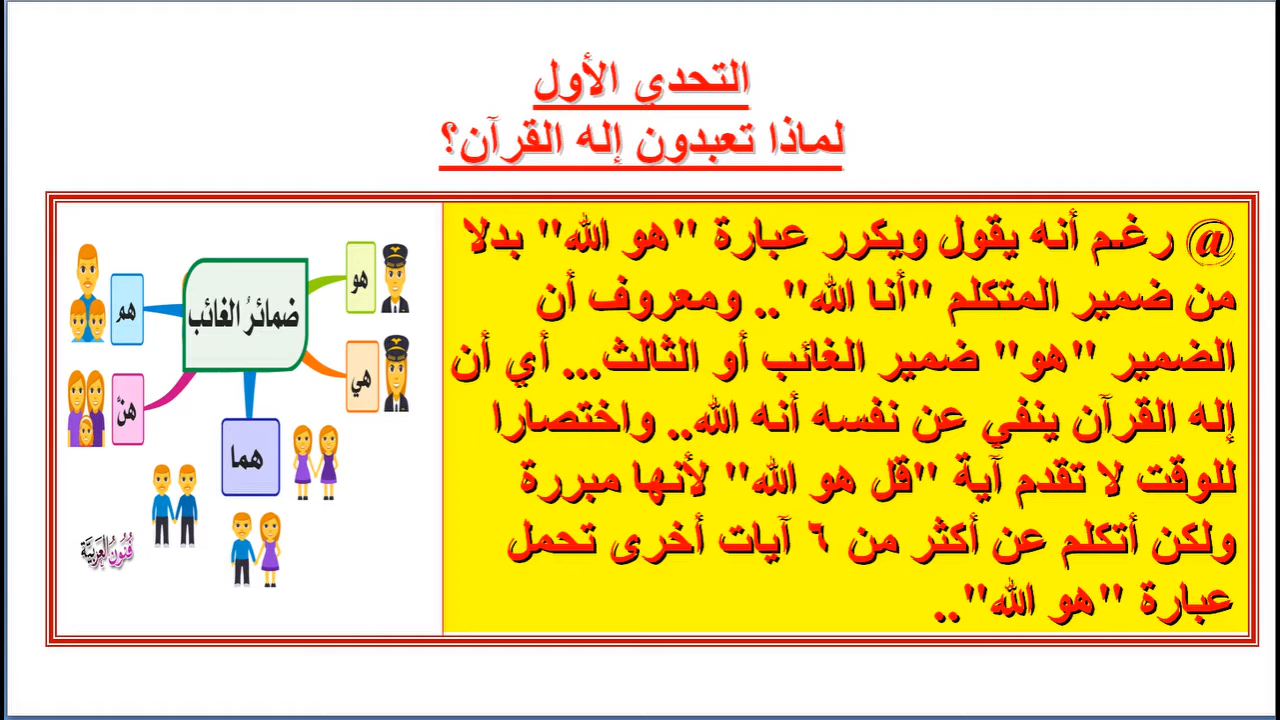 التحدي الأول
لماذا تعبدون إله القرآن؟
@ رغم أنه يقول ويكرر عبارة "هو الله" بدلا
من ضمير المتكلم "أنا الله".. ومعروف أن
الضمير "هو" ضمير الغائب أو الثالث... أي أن
إله القرآن ينفي عن نفسه أنه الله.. واختصارا
للوقت لا تقدم آية "قل هو الله" لأنها مبررة
ولكن أتكلم عن أكثر من ٦ آيات أخرى تحمل
عبارة "هو الله"..
ضمائرُ الغائب
هو
هي
هما
هم
هنَّ
فُنُونُ العَرَبِيَّة